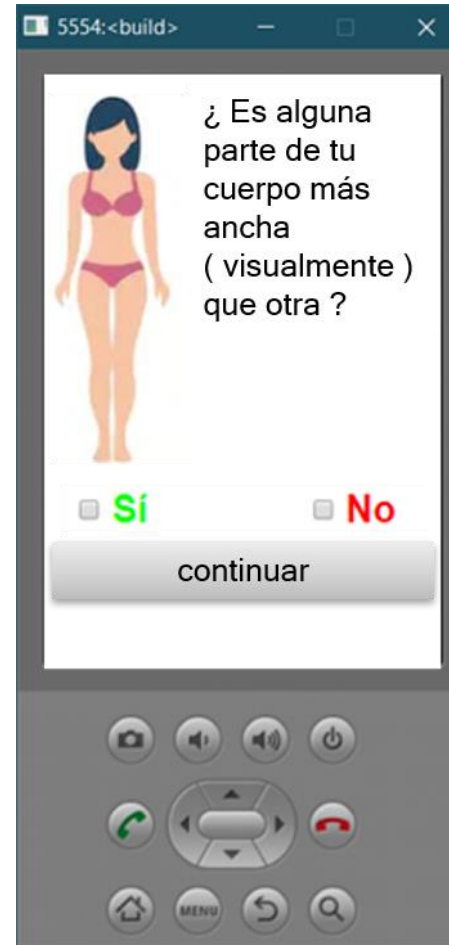 5554:<build>
¿ Es alguna
parte de tu
cuerpo más
ancha
( visualmente )
que otra ?
Sí
No
continuar
MENU